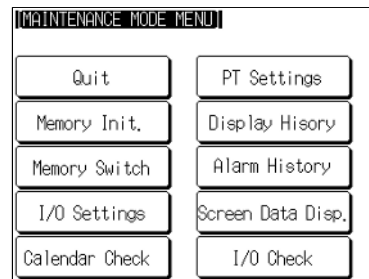 [MAINTENANCE MODE MENU]
Quit
PT Settings
Memory Init.
Display Hisory
Memory Switch
Alarm History
I/O Settings
Screen Data Disp.
Calendar Check
I/O Check